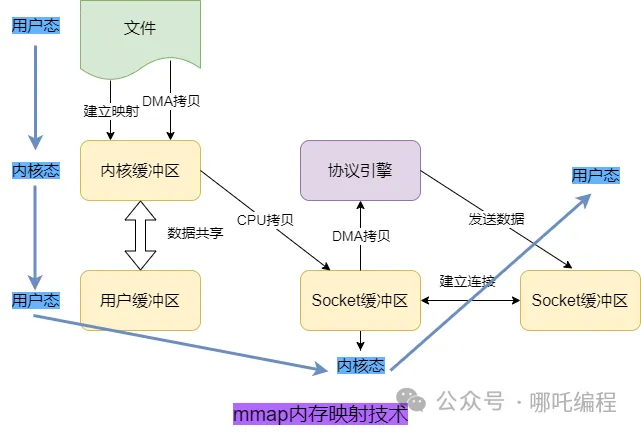 用户态
文件
建立映射
DMA拷贝
内核态
内核缓冲区
协议引擎
用户态
CPU拷贝
发送数据
数据共享
DMA拷贝
建立连接
用户态
用户缓冲区
Socket缓冲区
Socket缓冲区
内核态
mmap内存映射技术
公众号 · 哪吒编程